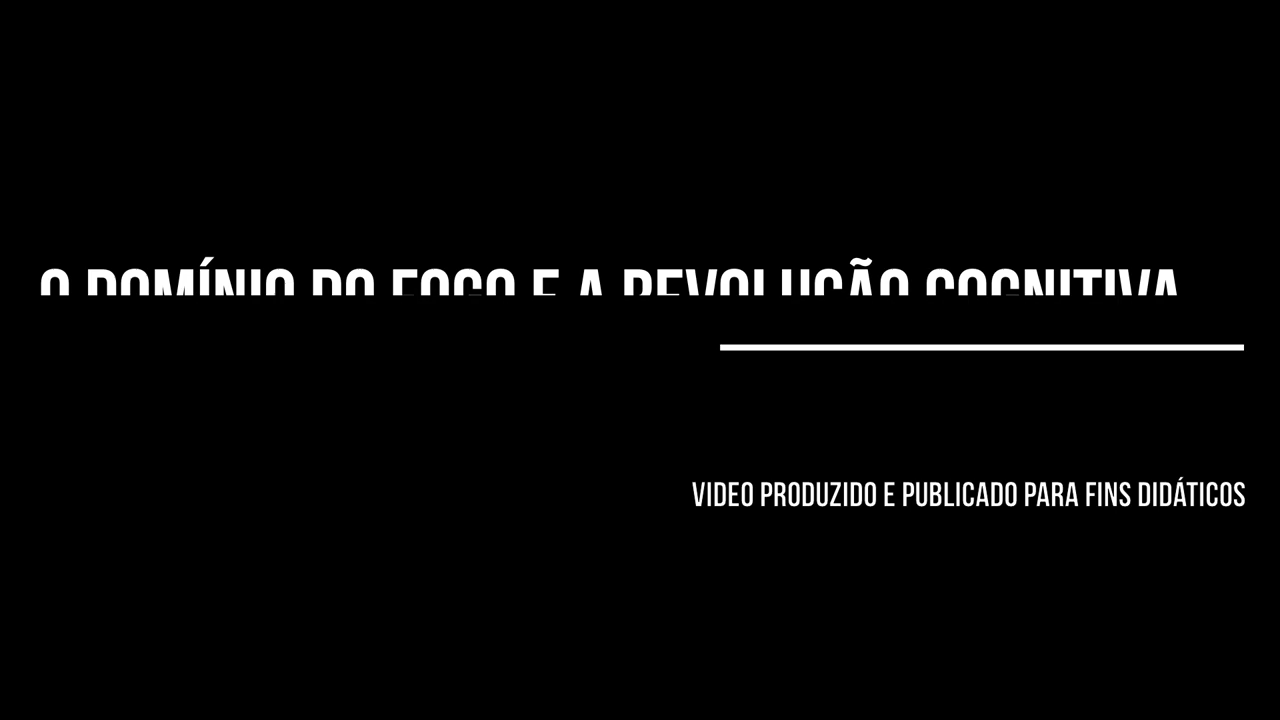 O DOMÍNIO DO FOGO E A REVOLUÇÃO COGNITIVA
VIDEO PRODUZIDO E PUBLICADO PARA FINS DIDÁTICOS